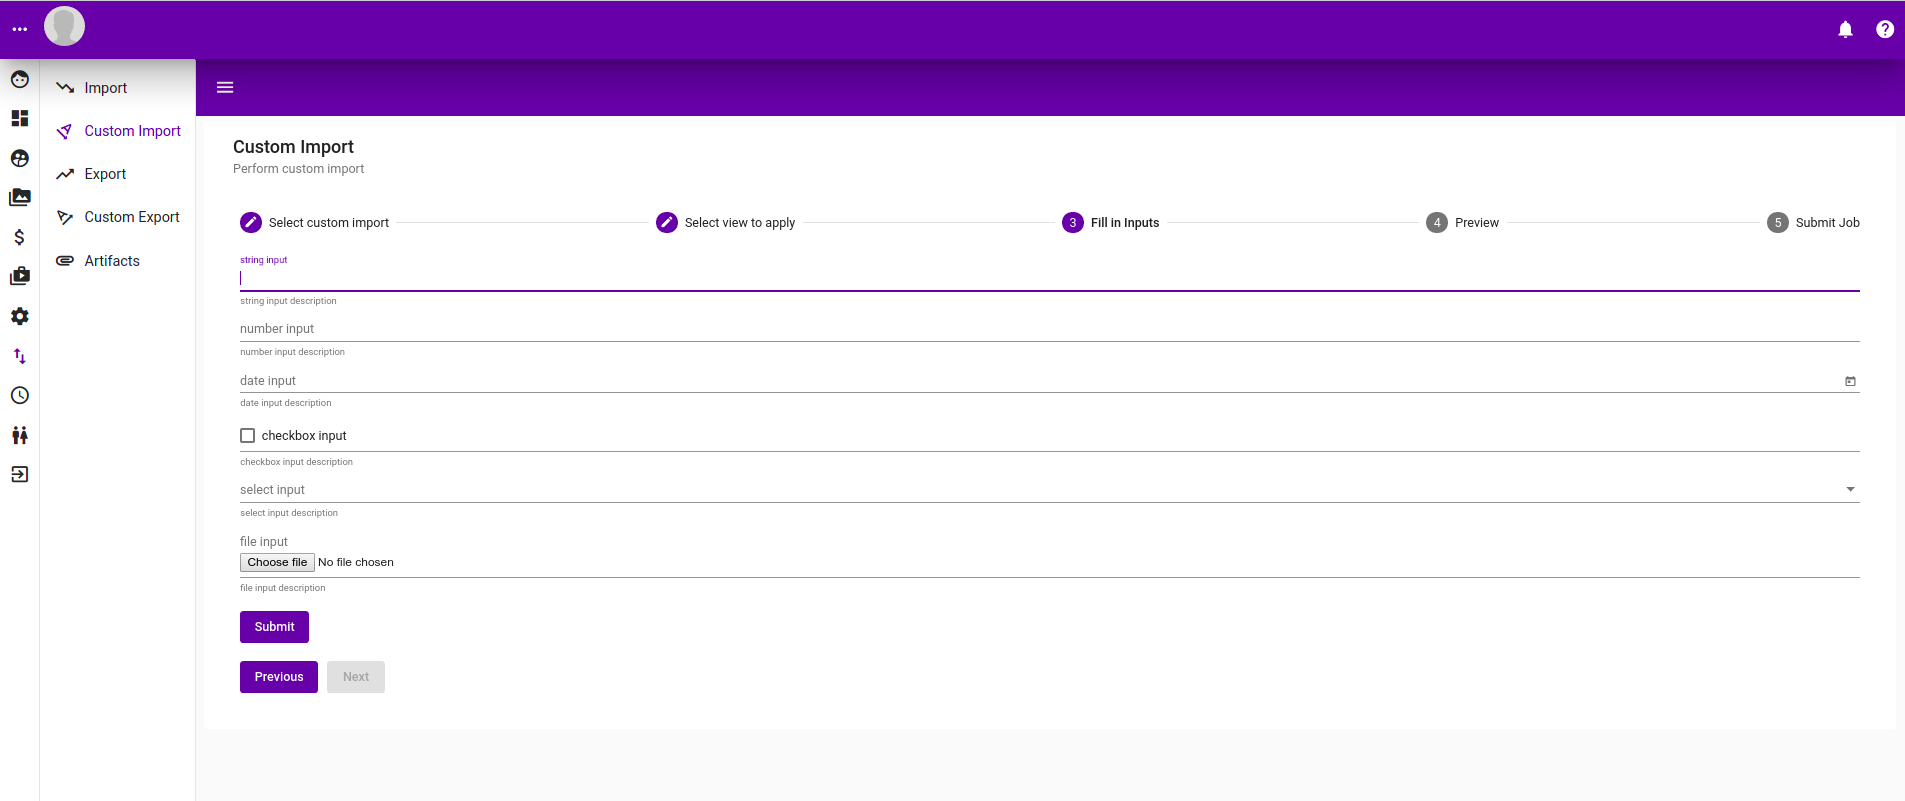 Import
Custom Import
Export
Custom Export
Artifacts
Custom Import
Perform custom import
Select custom import
Select view to apply
3 Fill in Inputs
4 Preview
5 Submit Job
string input
string input description
number input
number input description
date input
date input description
checkbox input
checkbox input description
select input
select input description
file input
Choose file No file chosen
file input description
Submit
Previous Next